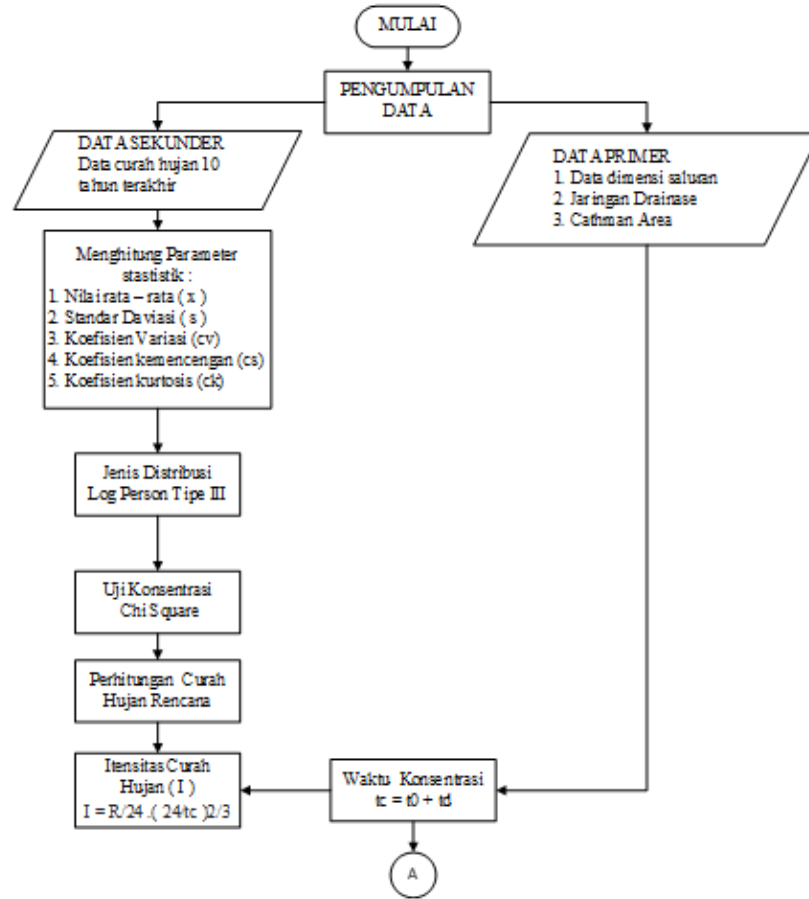 MULAI
PENGUMPULAN
DATA
DATA SEKUNDER
Data curah hujan 10
tahun terakhir
DATA PRIMER
1. Data dimensi saluran
2. Jaringan Drainase
3. Cathman Area
Menghitung Parameter
stastistik :
1. Nilai rata – rata ( x )
2. Standar Daviasi ( s )
3. Koefisien Variasi (cv)
4. Koefisien kemencengan (cs)
5. Koefisien kurtosis (ck)
Jenis Distribusi
Log Person Tipe III
Uji Konsentrasi
Chi Square
Perhitungan Curah
Hujan Rencana
Itensitas Curah
Hujan ( I )
I = R/24 .( 24/tc )2/3
Waktu Konsentrasi
tc = t0 + td
A